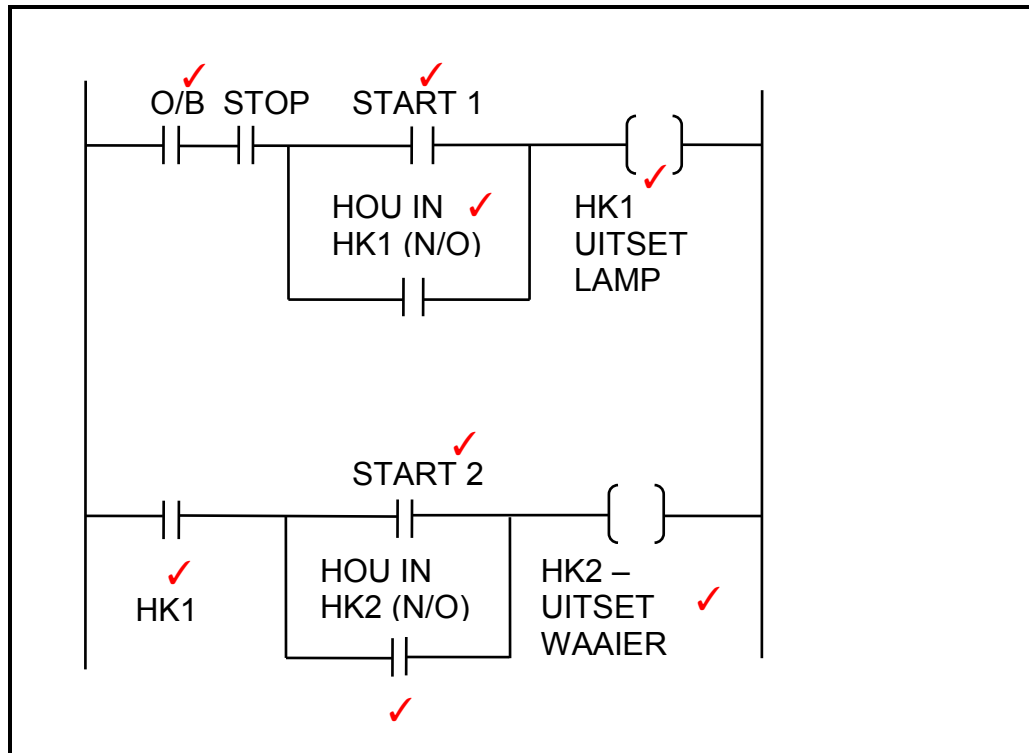 O/B STOP START 1
HOU IN
HK1 (N/O)
HK1
UITSET
LAMP
START 2
HK1
HOU IN
HK2 (N/O)
HK2 –
UITSET
WAAIER